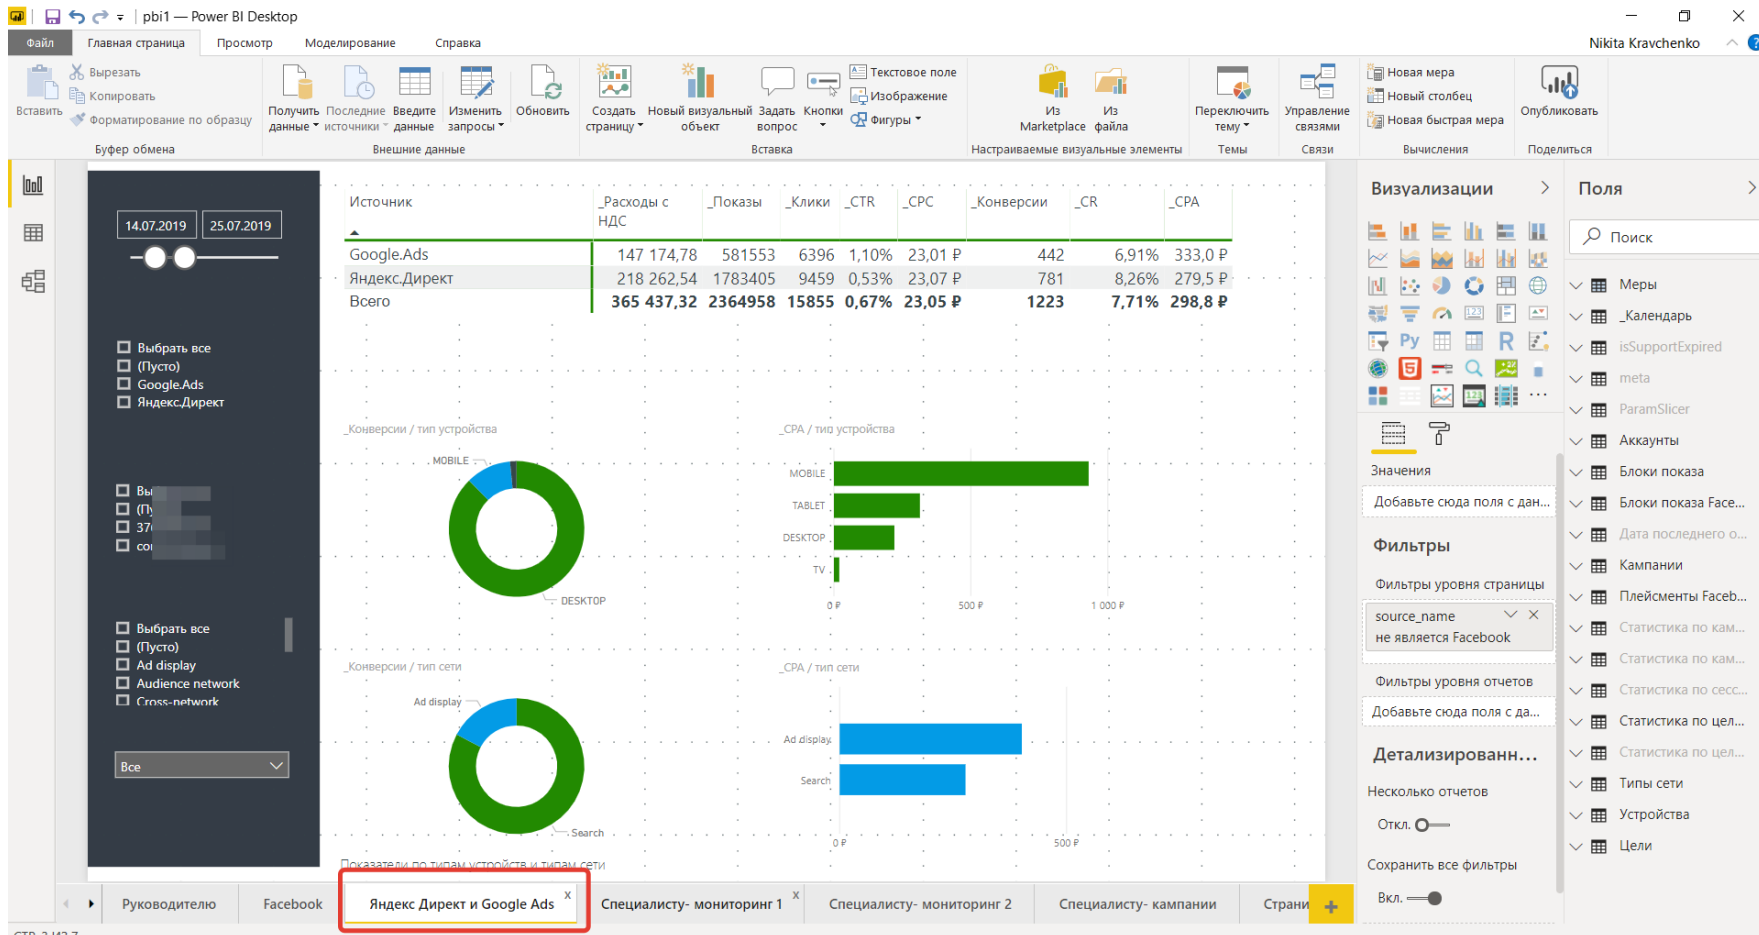 pbi1 — Power BI Desktop
Файл Главная страница Просмотр Моделирование Справка Nikita Kravchenko
Вставить
Вырезать
Копировать
Форматирование по образцу
Буфер обмена
Получить данные
Последние источники
Введите данные
Изменить запросы
Обновить
Внешние данные
Создать страницу
Новый визуальный объект
Задать вопрос
Кнопки
Текстовое поле
Изображение
Фигуры
Вставка
Из Marketplace
Из файла
Настраиваемые визуальные элементы
Переключить тему
Темы
Управление связями
Связи
Новая мера
Новый столбец
Новая быстрая мера
Вычисления
Опубликовать
Поделиться
14.07.2019 25.07.2019
Выбрать все
(Пусто)
Google.Ads
Яндекс.Директ
Выбрать все
(Пусто)
Ad display
Audience network
Cross-network
Все
Источник _Расходы с НДС _Показы _Клики _CTR _CPC _Конверсии _CR _CPA
Google.Ads 147 174,78 581553 6396 1,10% 23,01 ₽ 442 6,91% 333,0 ₽
Яндекс.Директ 218 262,54 1783405 9459 0,53% 23,07 ₽ 781 8,26% 279,5 ₽
Всего 365 437,32 2364958 15855 0,67% 23,05 ₽ 1223 7,71% 298,8 ₽
_Конверсии / тип устройства
MOBILE
DESKTOP
_CPA / тип устройства
MOBILE
TABLET
DESKTOP
TV
0 ₽ 500 ₽ 1 000 ₽
_Конверсии / тип сети
Ad display
Search
_CPA / тип сети
Ad display
Search
0 ₽ 500 ₽
Показатели по типам устройств и типам сети
Визуализации
Значения
Добавьте сюда поля с дан...
Фильтры
Фильтры уровня страницы
source_name
не является Facebook
Фильтры уровня отчетов
Добавьте сюда поля с да...
Детализированн...
Несколько отчетов
Откл.
Сохранить все фильтры
Вкл.
Поля
Поиск
Меры
_Календарь
isSupportExpired
meta
ParamSlicer
Аккаунты
Блоки показа
Блоки показа Face...
Дата последнего о...
Кампании
Плейсменты Faceb...
Статистика по кам...
Статистика по кам...
Статистика по сесс...
Статистика по цел...
Статистика по цел...
Типы сети
Устройства
Цели
Руководителю Facebook Яндекс Директ и Google Ads x Специалисту- мониторинг 1 x Специалисту- мониторинг 2 Специалисту- кампании Страни